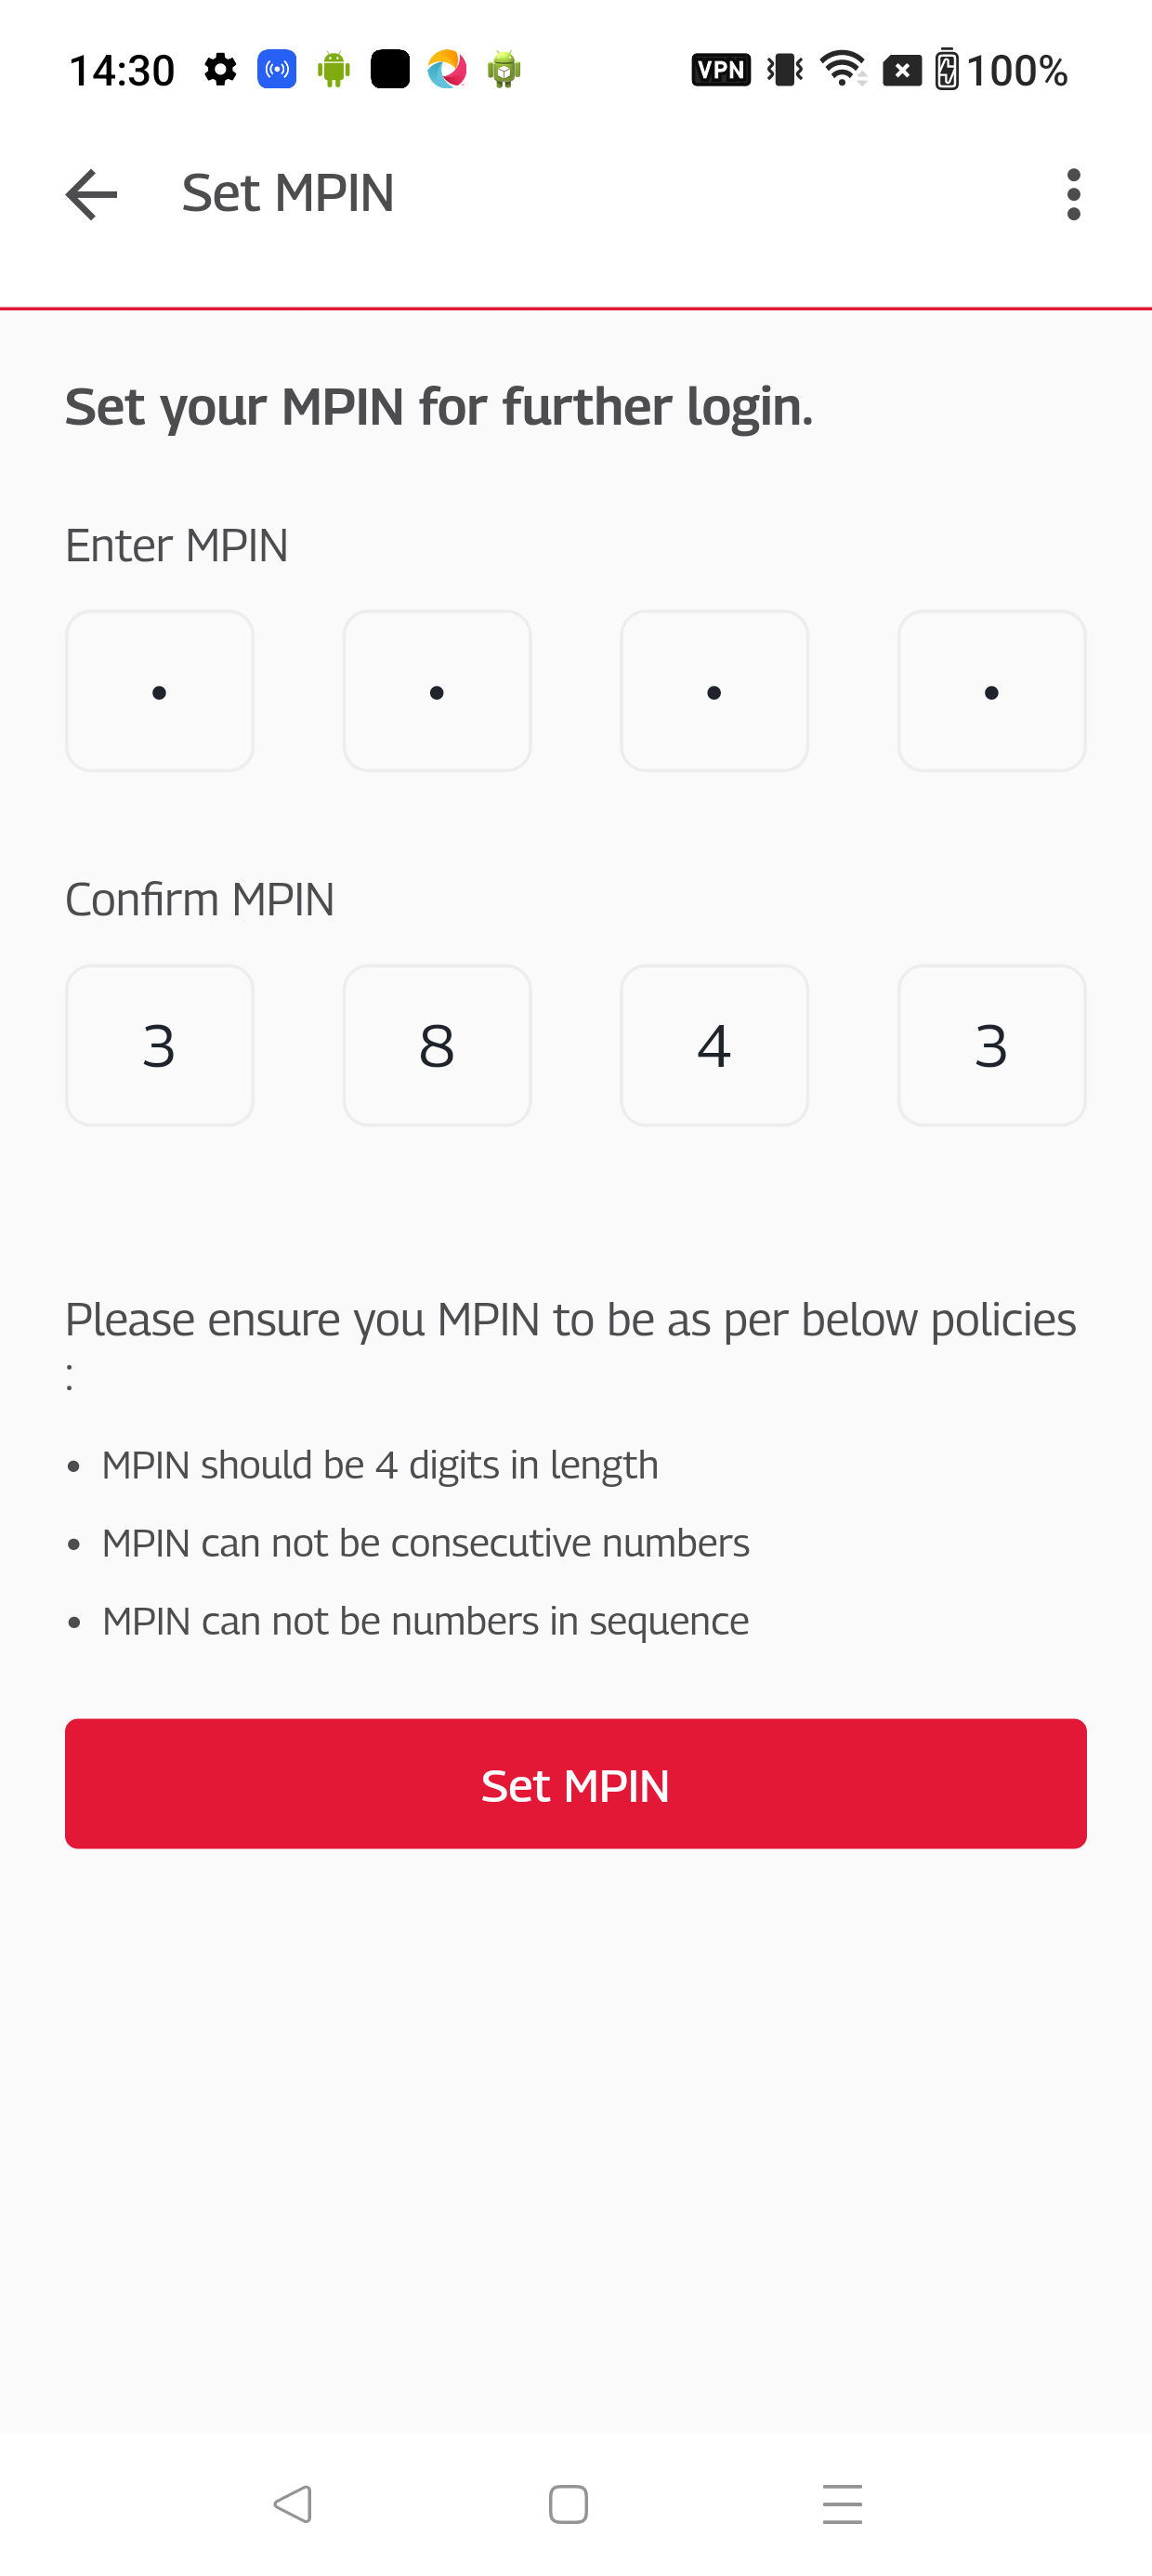 14:30 VPN 100%
Set MPIN
Set your MPIN for further login.
Enter MPIN
• • • •
Confirm MPIN
3 8 4 3
Please ensure you MPIN to be as per below policies
:
• MPIN should be 4 digits in length
• MPIN can not be consecutive numbers
• MPIN can not be numbers in sequence
Set MPIN